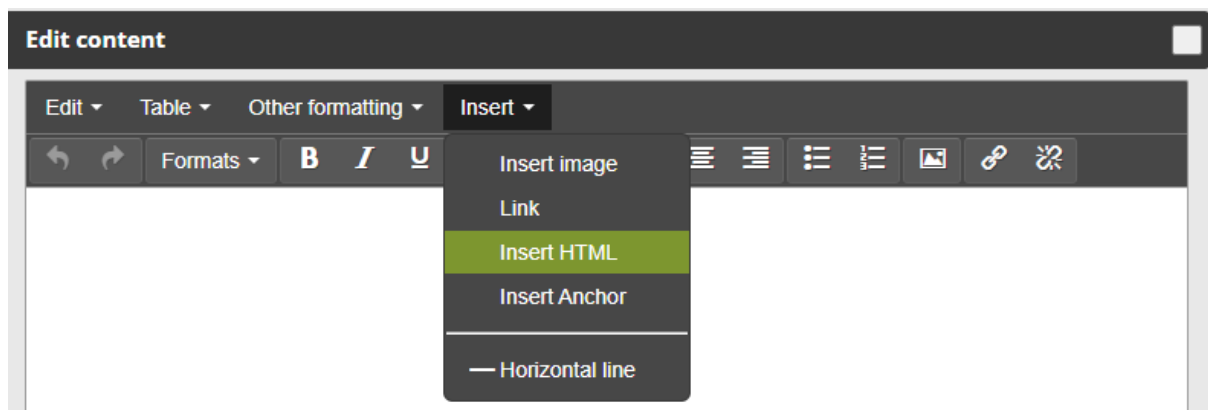 Edit content
Edit Table Other formatting Insert
Formats B I U
Insert image
Link
Insert HTML
Insert Anchor
Horizontal line